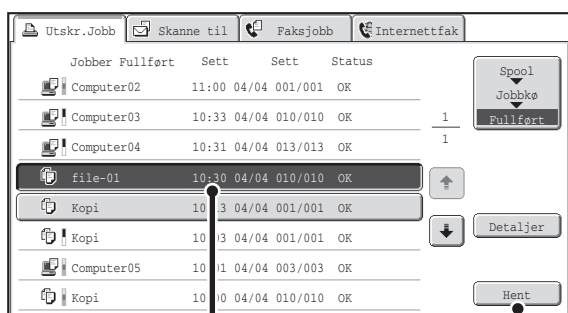 Utskr.Jobb Skanne til Faksjobb Internettfak
Jobber Fullført Sett Sett Status
Computer02 11:00 04/04 001/001 OK
Computer03 10:33 04/04 010/010 OK
Computer04 10:31 04/04 013/013 OK
file-01 10:30 04/04 010/010 OK
Kopi 04/04 001/001 OK
Kopi 04/04 001/001 OK
Computer05 04/04 003/003 OK
Kopi 04/04 010/010 OK
1
1
Spool
Jobbkø
Fullført
Detaljer
Hent